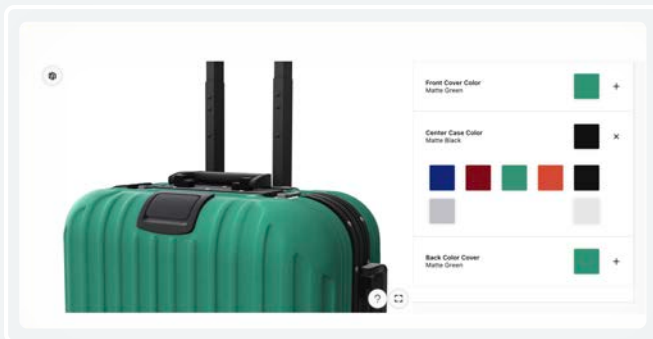 Front Cover Color
Matte Green
Center Case Color
Matte Black
Back Color Cover
Matte Green
?